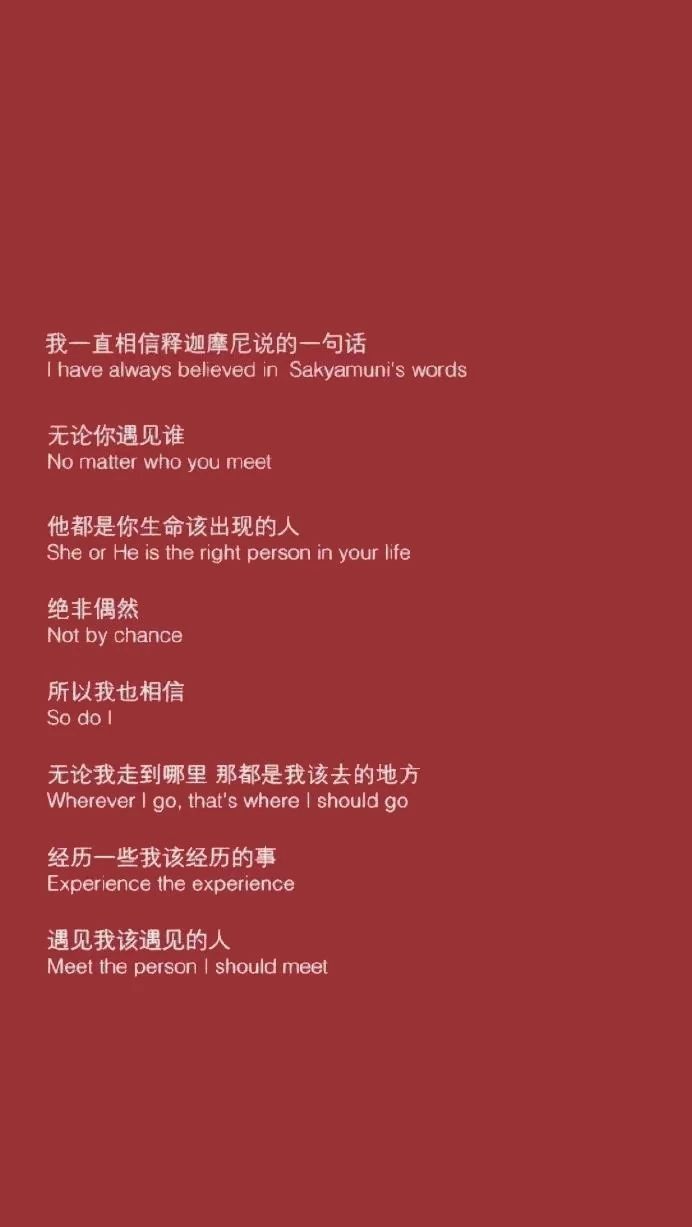 我一直相信释迦摩尼说的一句话
I have always believed in Sakyamuni's words
无论你遇见谁
No matter who you meet
他都是你生命该出现的人
She or He is the right person in your life
绝非偶然
Not by chance
所以我也相信
So do I
无论我走到哪里 那都是我该去的地方
Wherever I go, that's where I should go
经历一些我该经历的事
Experience the experience
遇见我该遇见的人
Meet the person I should meet